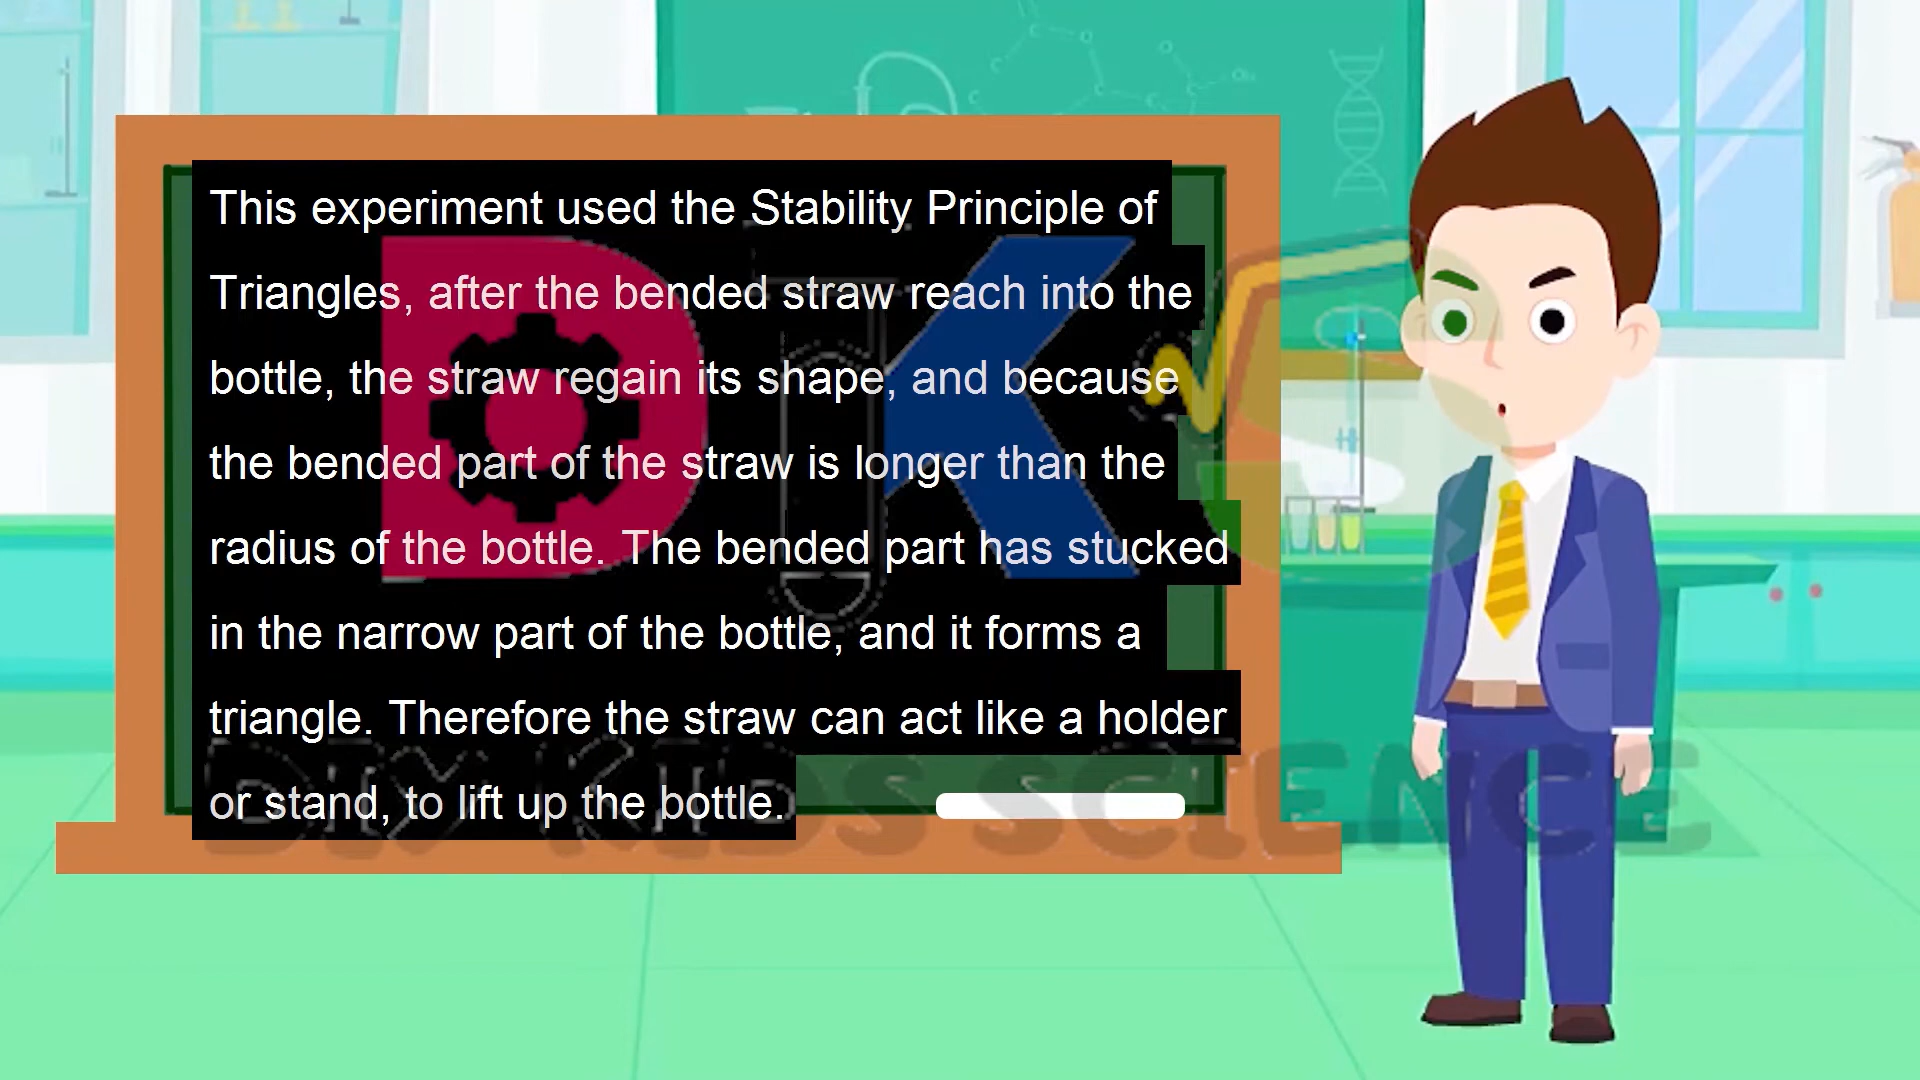 This experiment used the Stability Principle of
Triangles, after the bended straw reach into the
bottle, the straw regain its shape, and because
the bended part of the straw is longer than the
radius of the bottle. The bended part has stucked
in the narrow part of the bottle, and it forms a
triangle. Therefore the straw can act like a holder
or stand, to lift up the bottle.
DIY KIDS SCIENCE